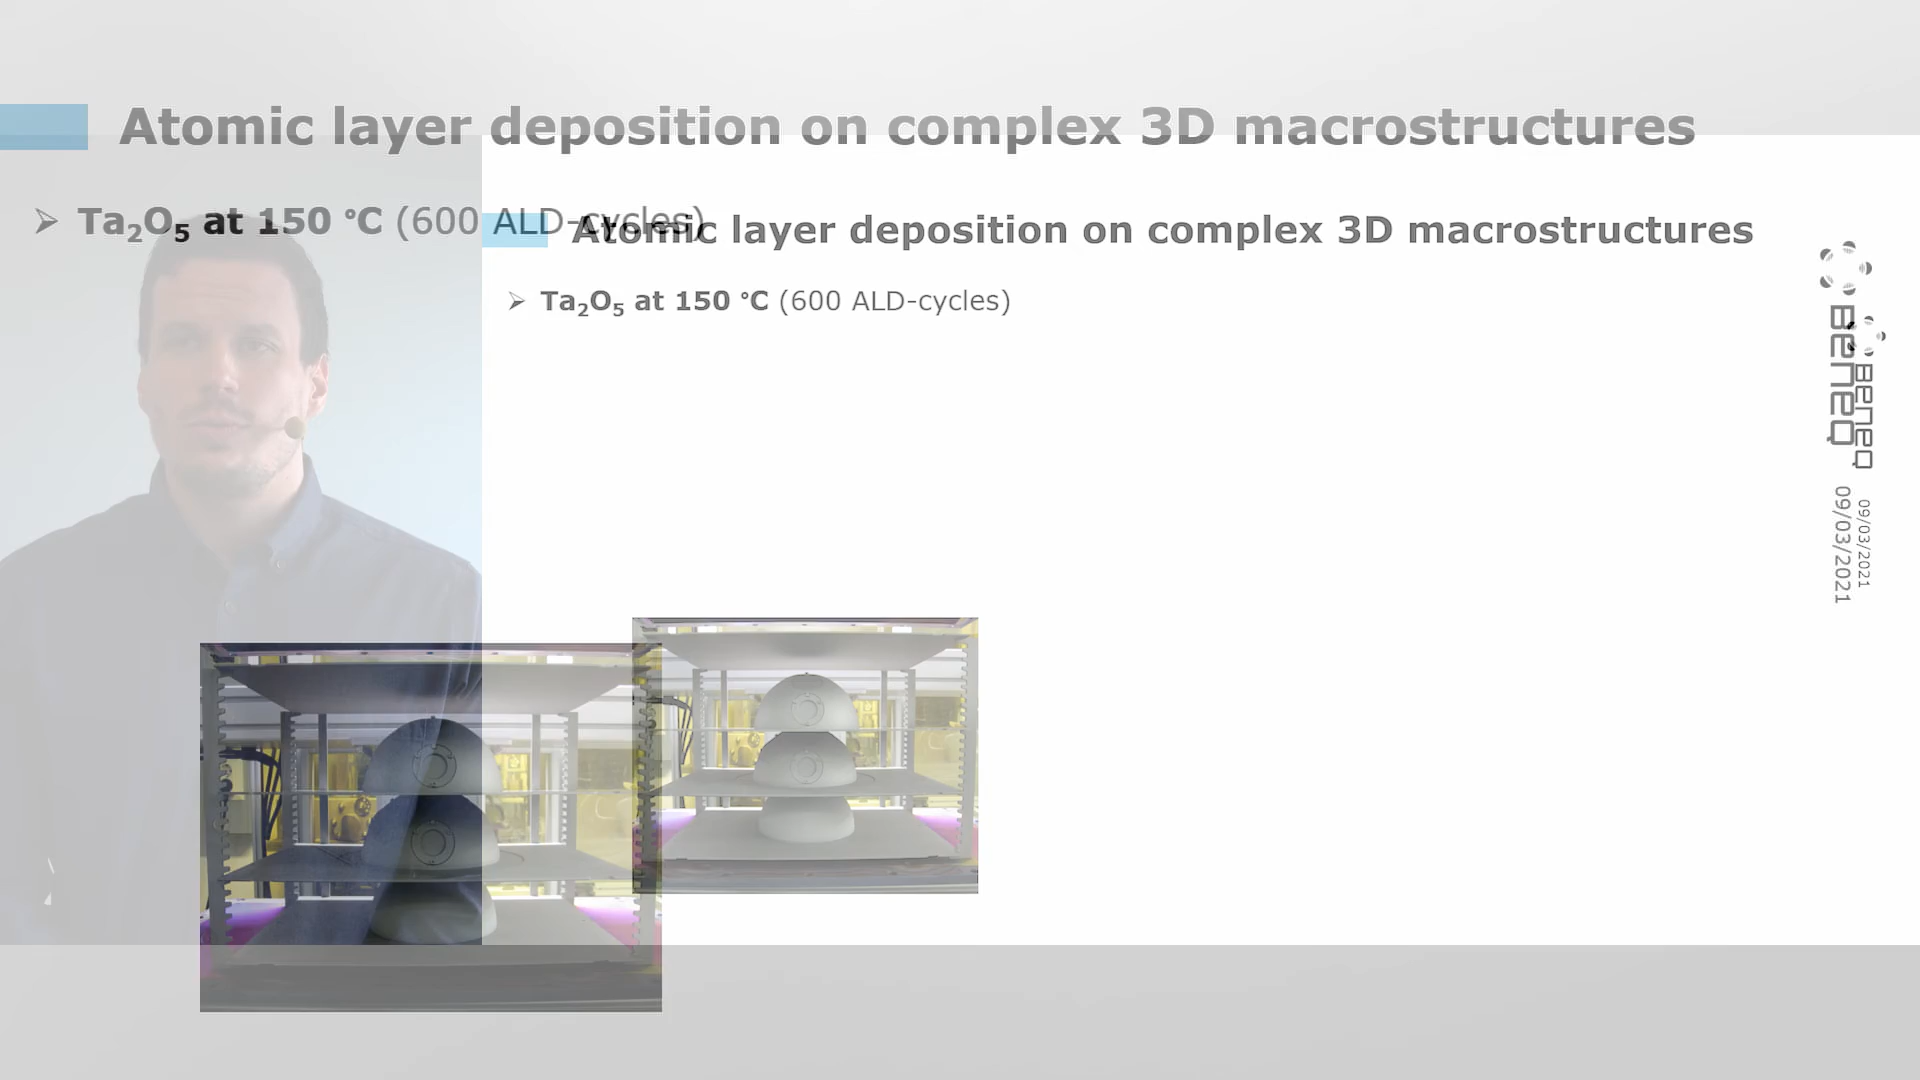 Atomic layer deposition on complex 3D macrostructures
➢ Ta₂O₅ at 150 °C (600 ALD-cycles)
Atomic layer deposition on complex 3D macrostructures
➢ Ta₂O₅ at 150 °C (600 ALD-cycles)
BENEQ
09/03/2021
BENEQ
09/03/2021